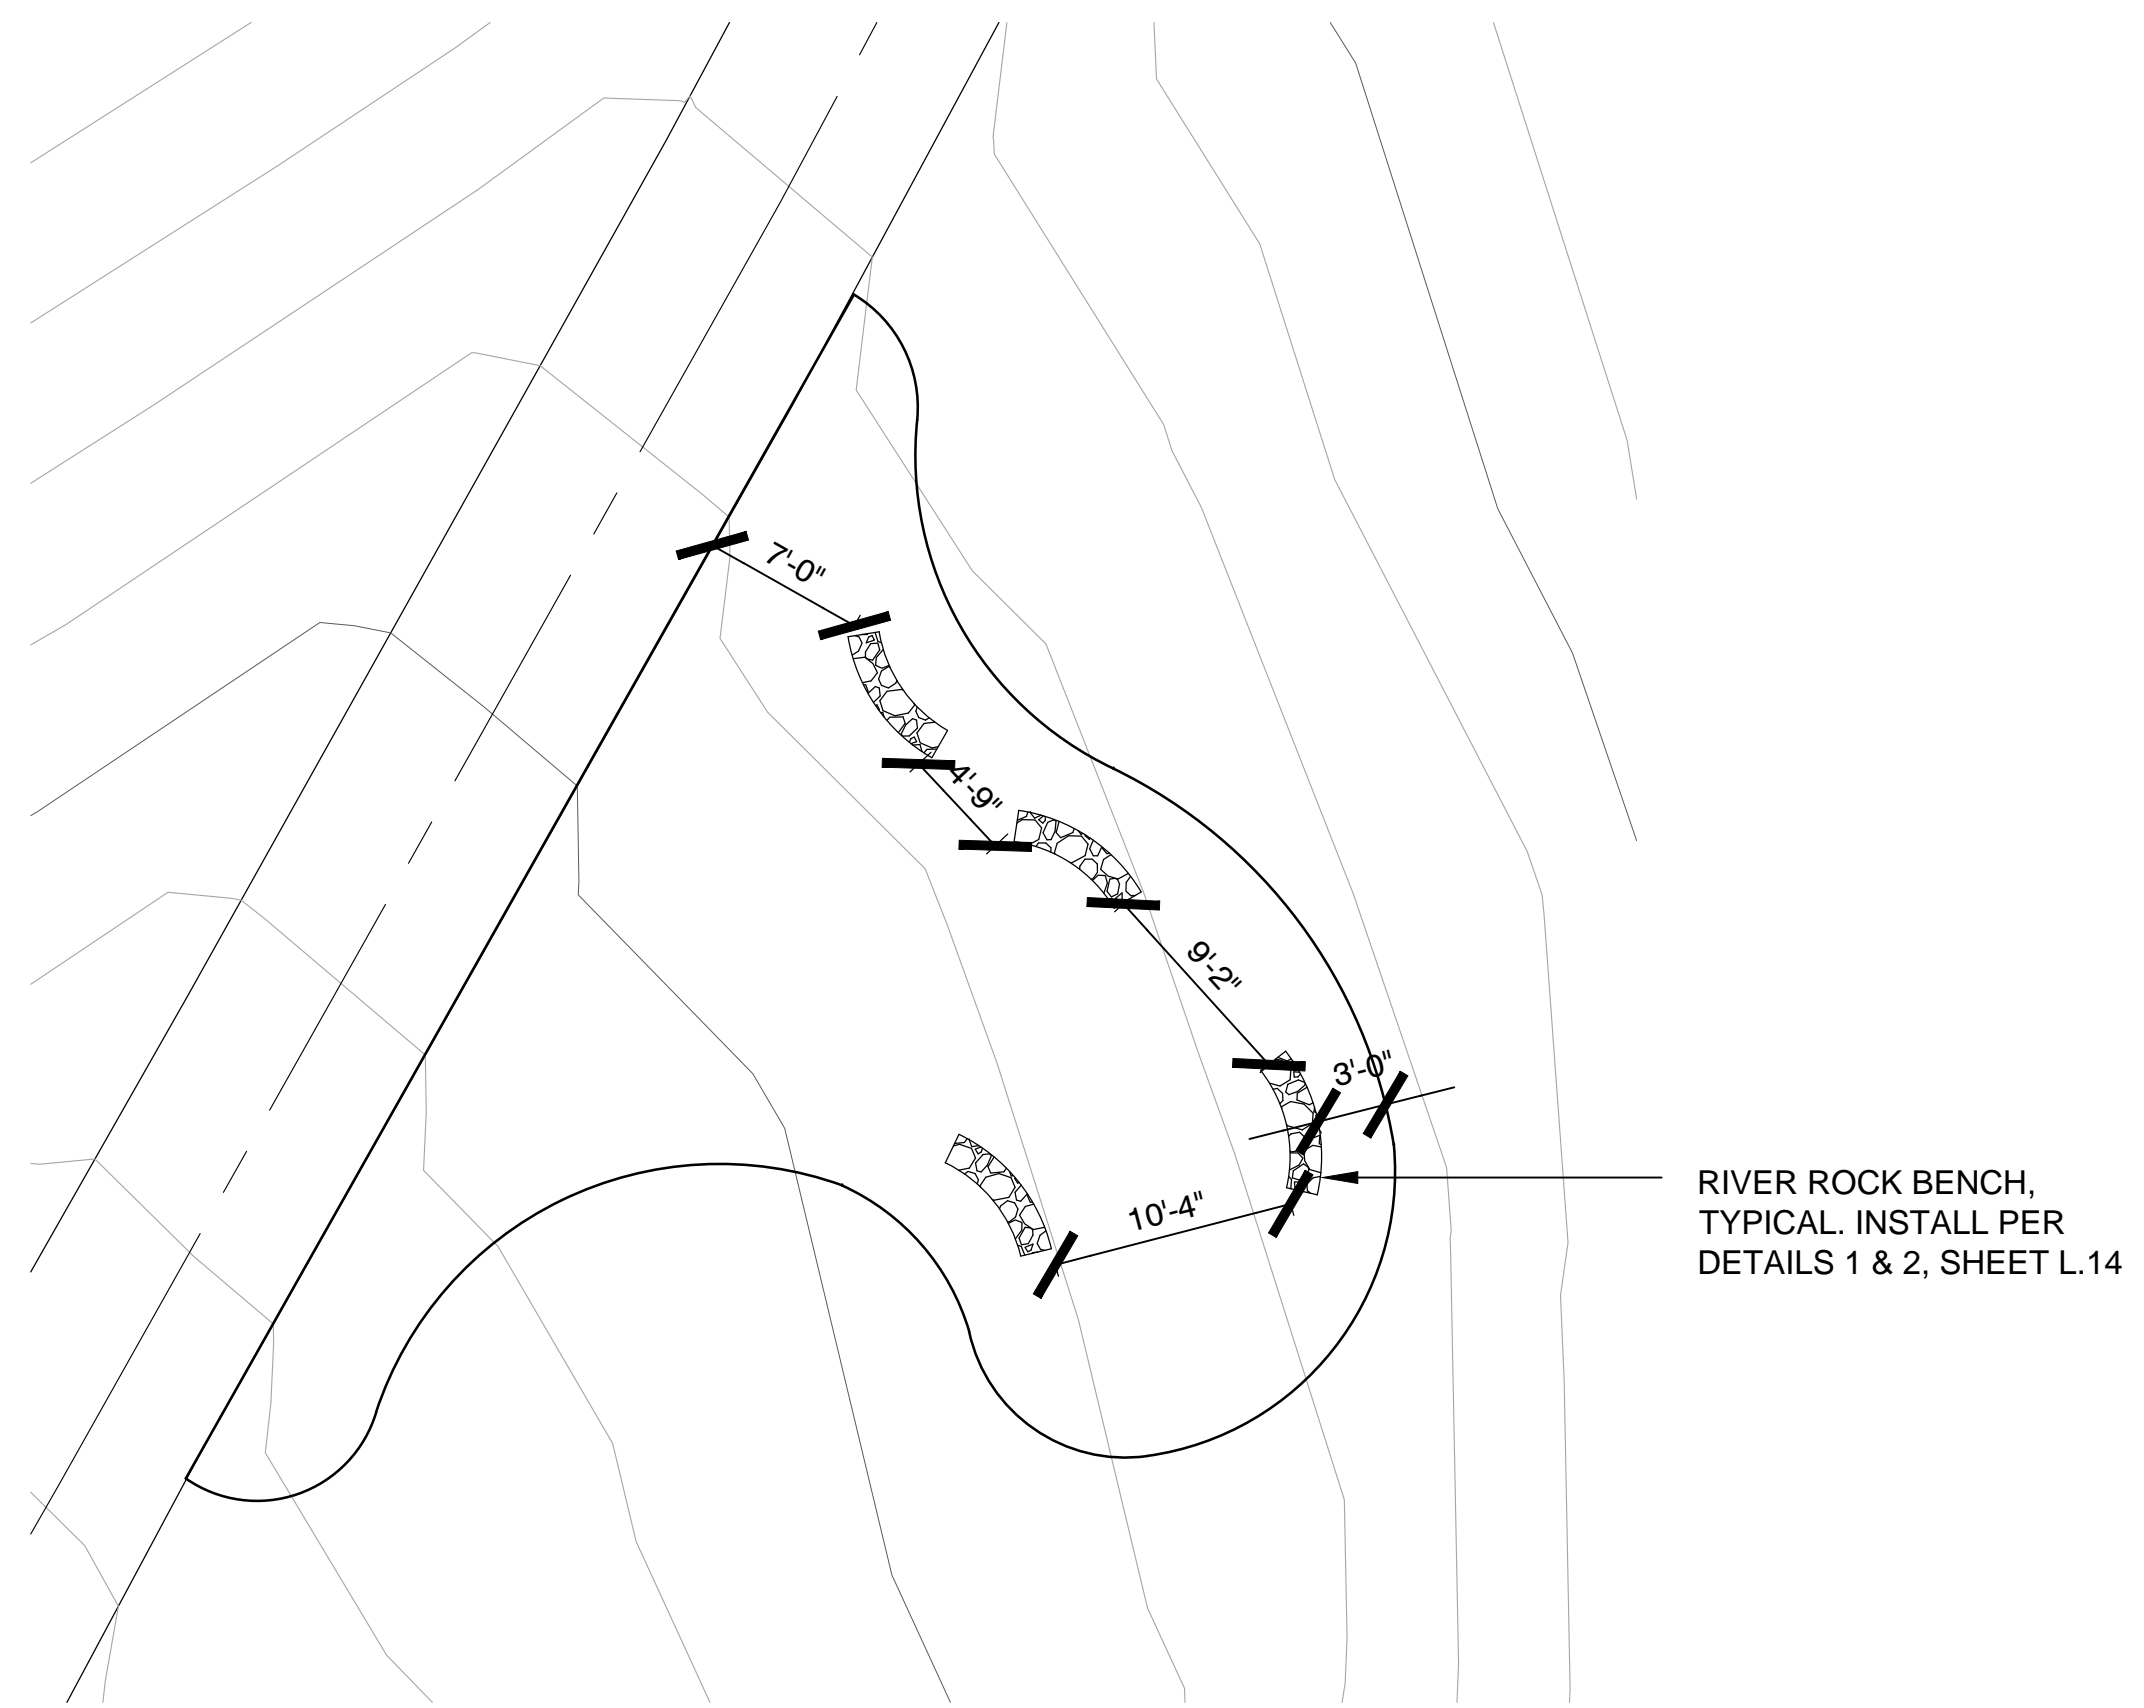 7'-0"
4'-9"
9'-2"
3'-0"
10'-4"
RIVER ROCK BENCH,
TYPICAL. INSTALL PER
DETAILS 1 & 2, SHEET L.14